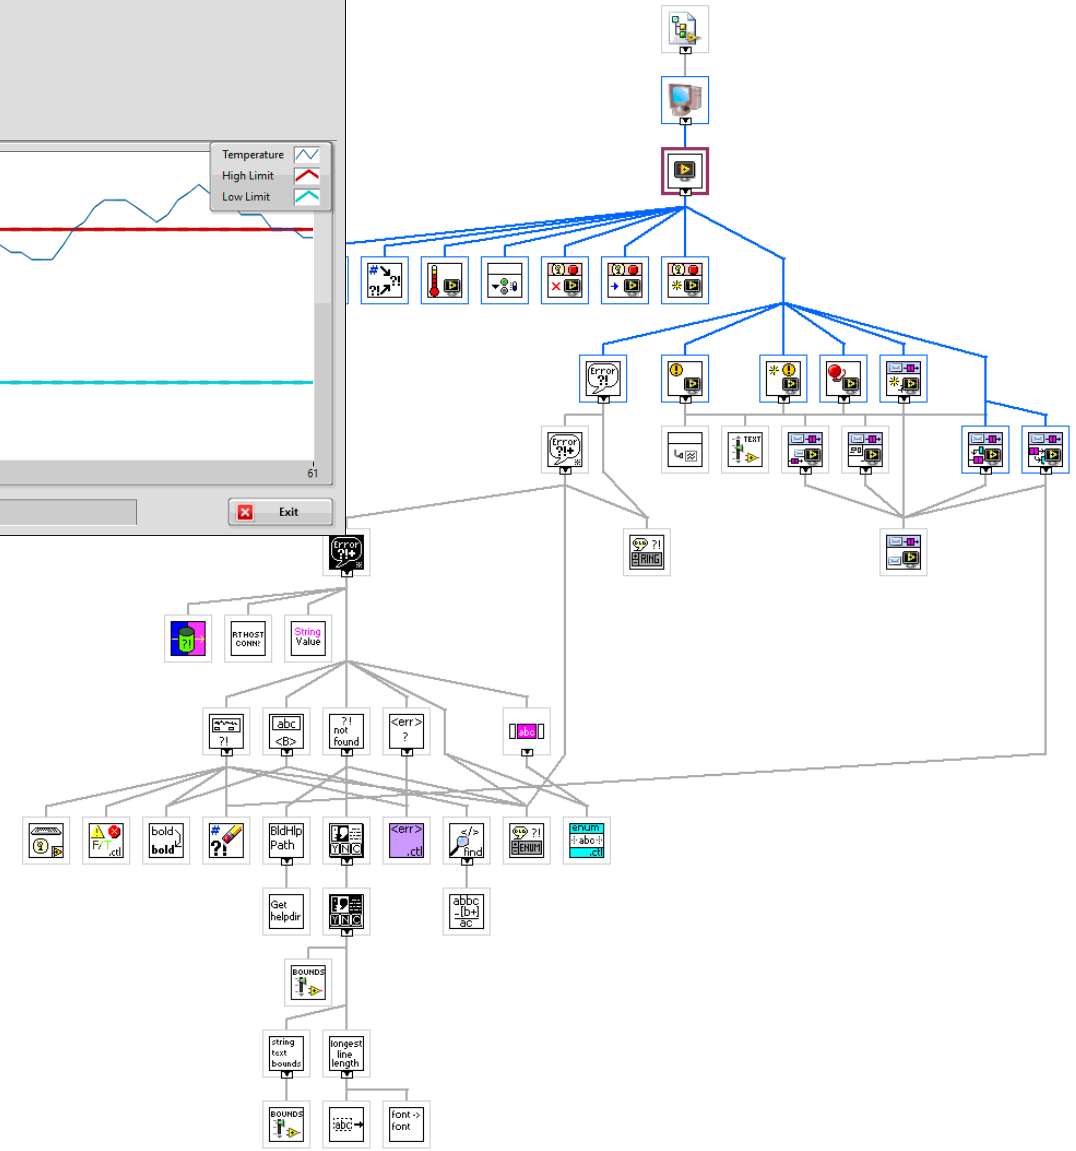 Temperature
High Limit
Low Limit
61
Exit
#
?!
Error
?!
TEXT
Error
?!+
?!
RING
Error
?!+
?!
RT HOST
CONN?
String
Value
?!
abc
<B>
?!
not
found
<err>
?
abc
F/T
.ctl
bold
bold
#
?!
BldHlp
Path
YNC
<err>
.ctl
</>
find
?!
ENUM
enum
abc
.ctl
Get
helpdir
YNC
abbc
-[b+]
ac
BOUNDS
string
text
bounds
longest
line
length
BOUNDS
abc
font ->
font